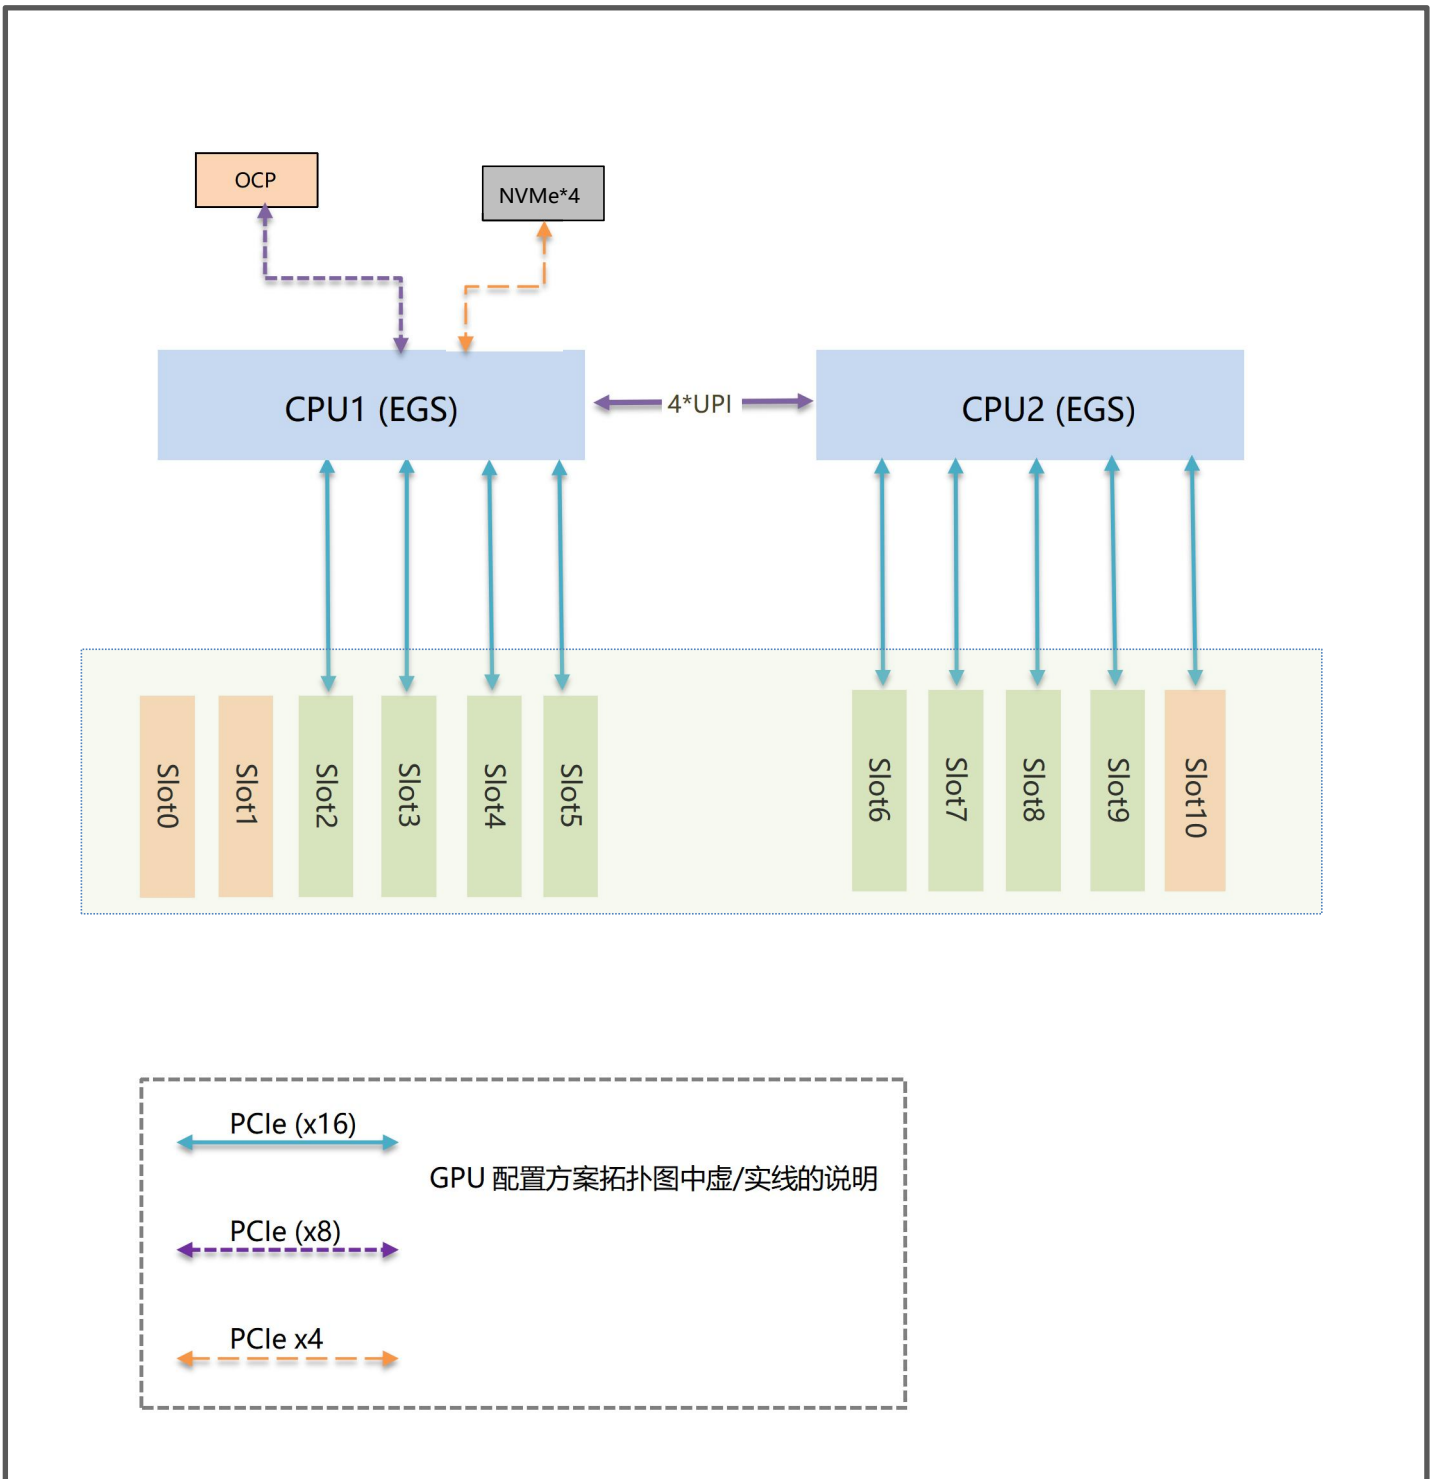 OCP
NVMe*4
CPU1 (EGS)
4*UPI
CPU2 (EGS)
Slot0
Slot1
Slot2
Slot3
Slot4
Slot5
Slot6
Slot7
Slot8
Slot9
Slot10
PCIe (x16)
GPU 配置方案拓扑图中虚/实线的说明
PCIe (x8)
PCIe x4